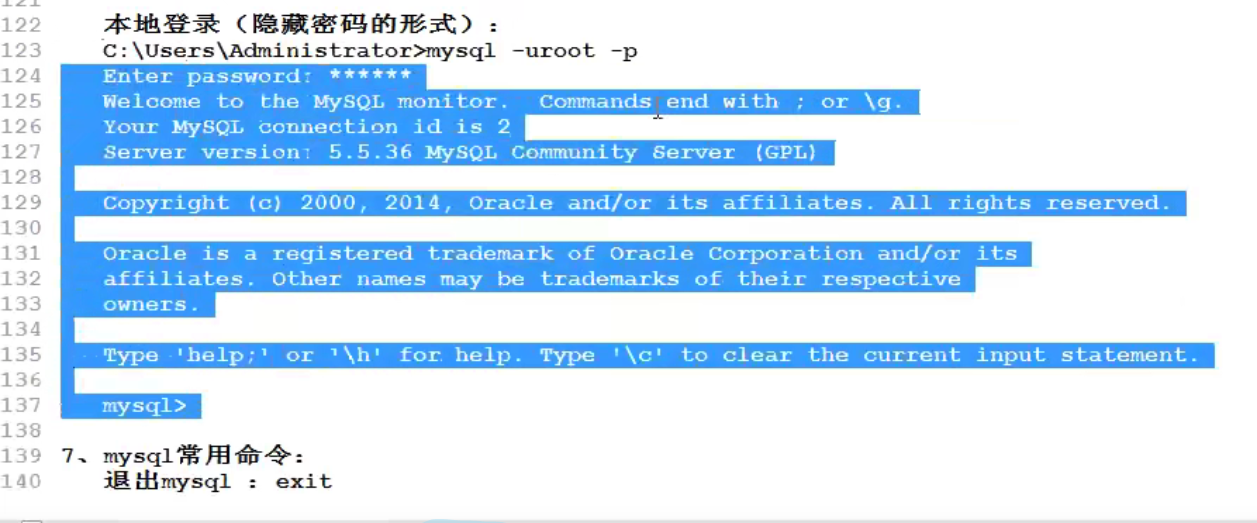 122 本地登录（隐藏密码的形式）：
123 C:\Users\Administrator>mysql -uroot -p
124 Enter password: ******
125 Welcome to the MySQL monitor.  Commands end with ; or \g.
126 Your MySQL connection id is 2
127 Server version: 5.5.36 MySQL Community Server (GPL)
128
129 Copyright (c) 2000, 2014, Oracle and/or its affiliates. All rights reserved.
130
131 Oracle is a registered trademark of Oracle Corporation and/or its
132 affiliates. Other names may be trademarks of their respective
133 owners.
134
135 Type 'help;' or '\h' for help. Type '\c' to clear the current input statement.
136
137 mysql>
138
139 7、mysql常用命令：
140 退出mysql : exit